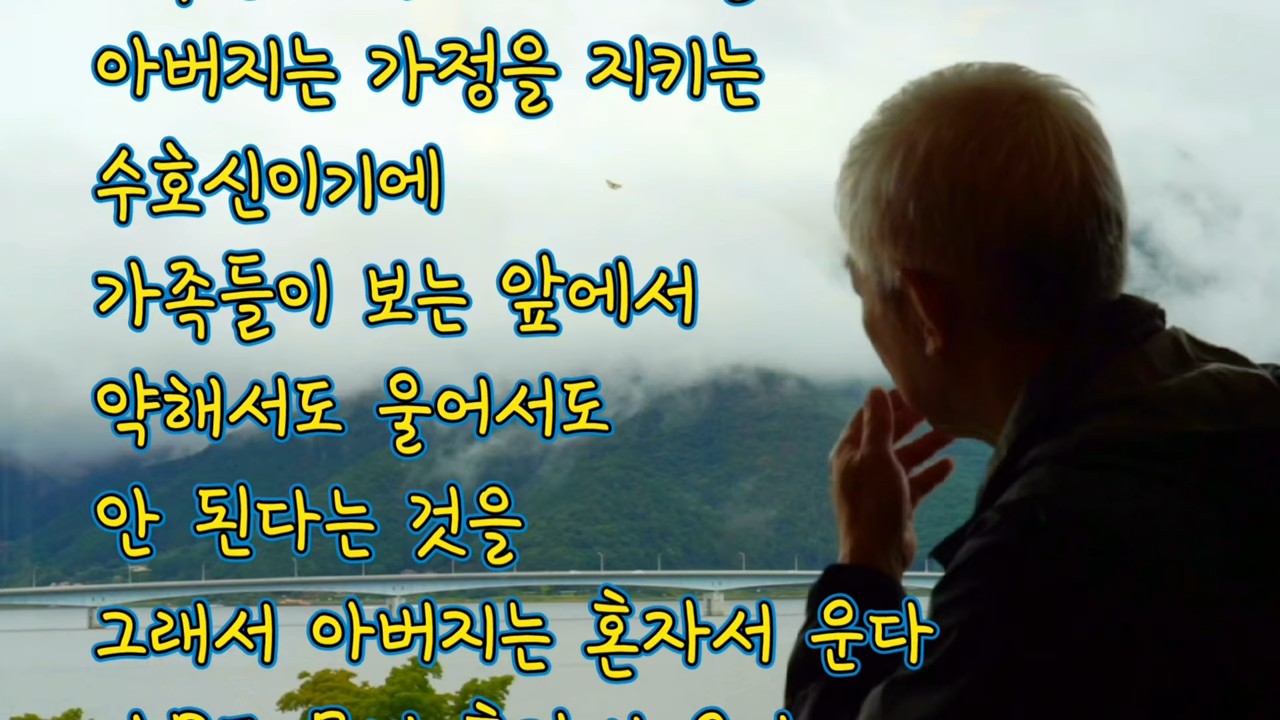 아버지는 가정을 지키는
수호신이기에
가족들이 보는 앞에서
약해서도 울어서도
안 된다는 것을
그래서 아버지는 혼자서 운다